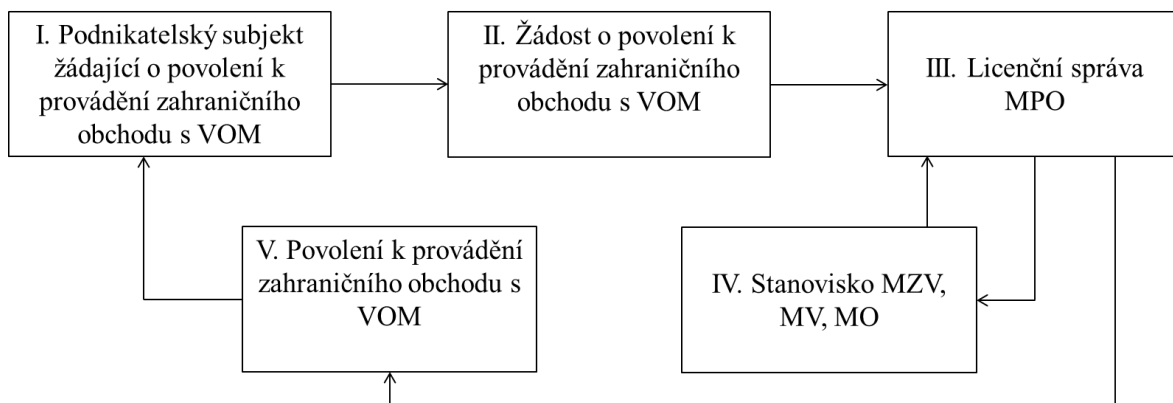 I. Podnikatelský subjekt
žádající o povolení k
provádění zahraničního
obchodu s VOM
II. Žádost o povolení k
provádění zahraničního
obchodu s VOM
III. Licenční správa
MPO
V. Povolení k provádění
zahraničního obchodu s
VOM
IV. Stanovisko MZV,
MV, MO